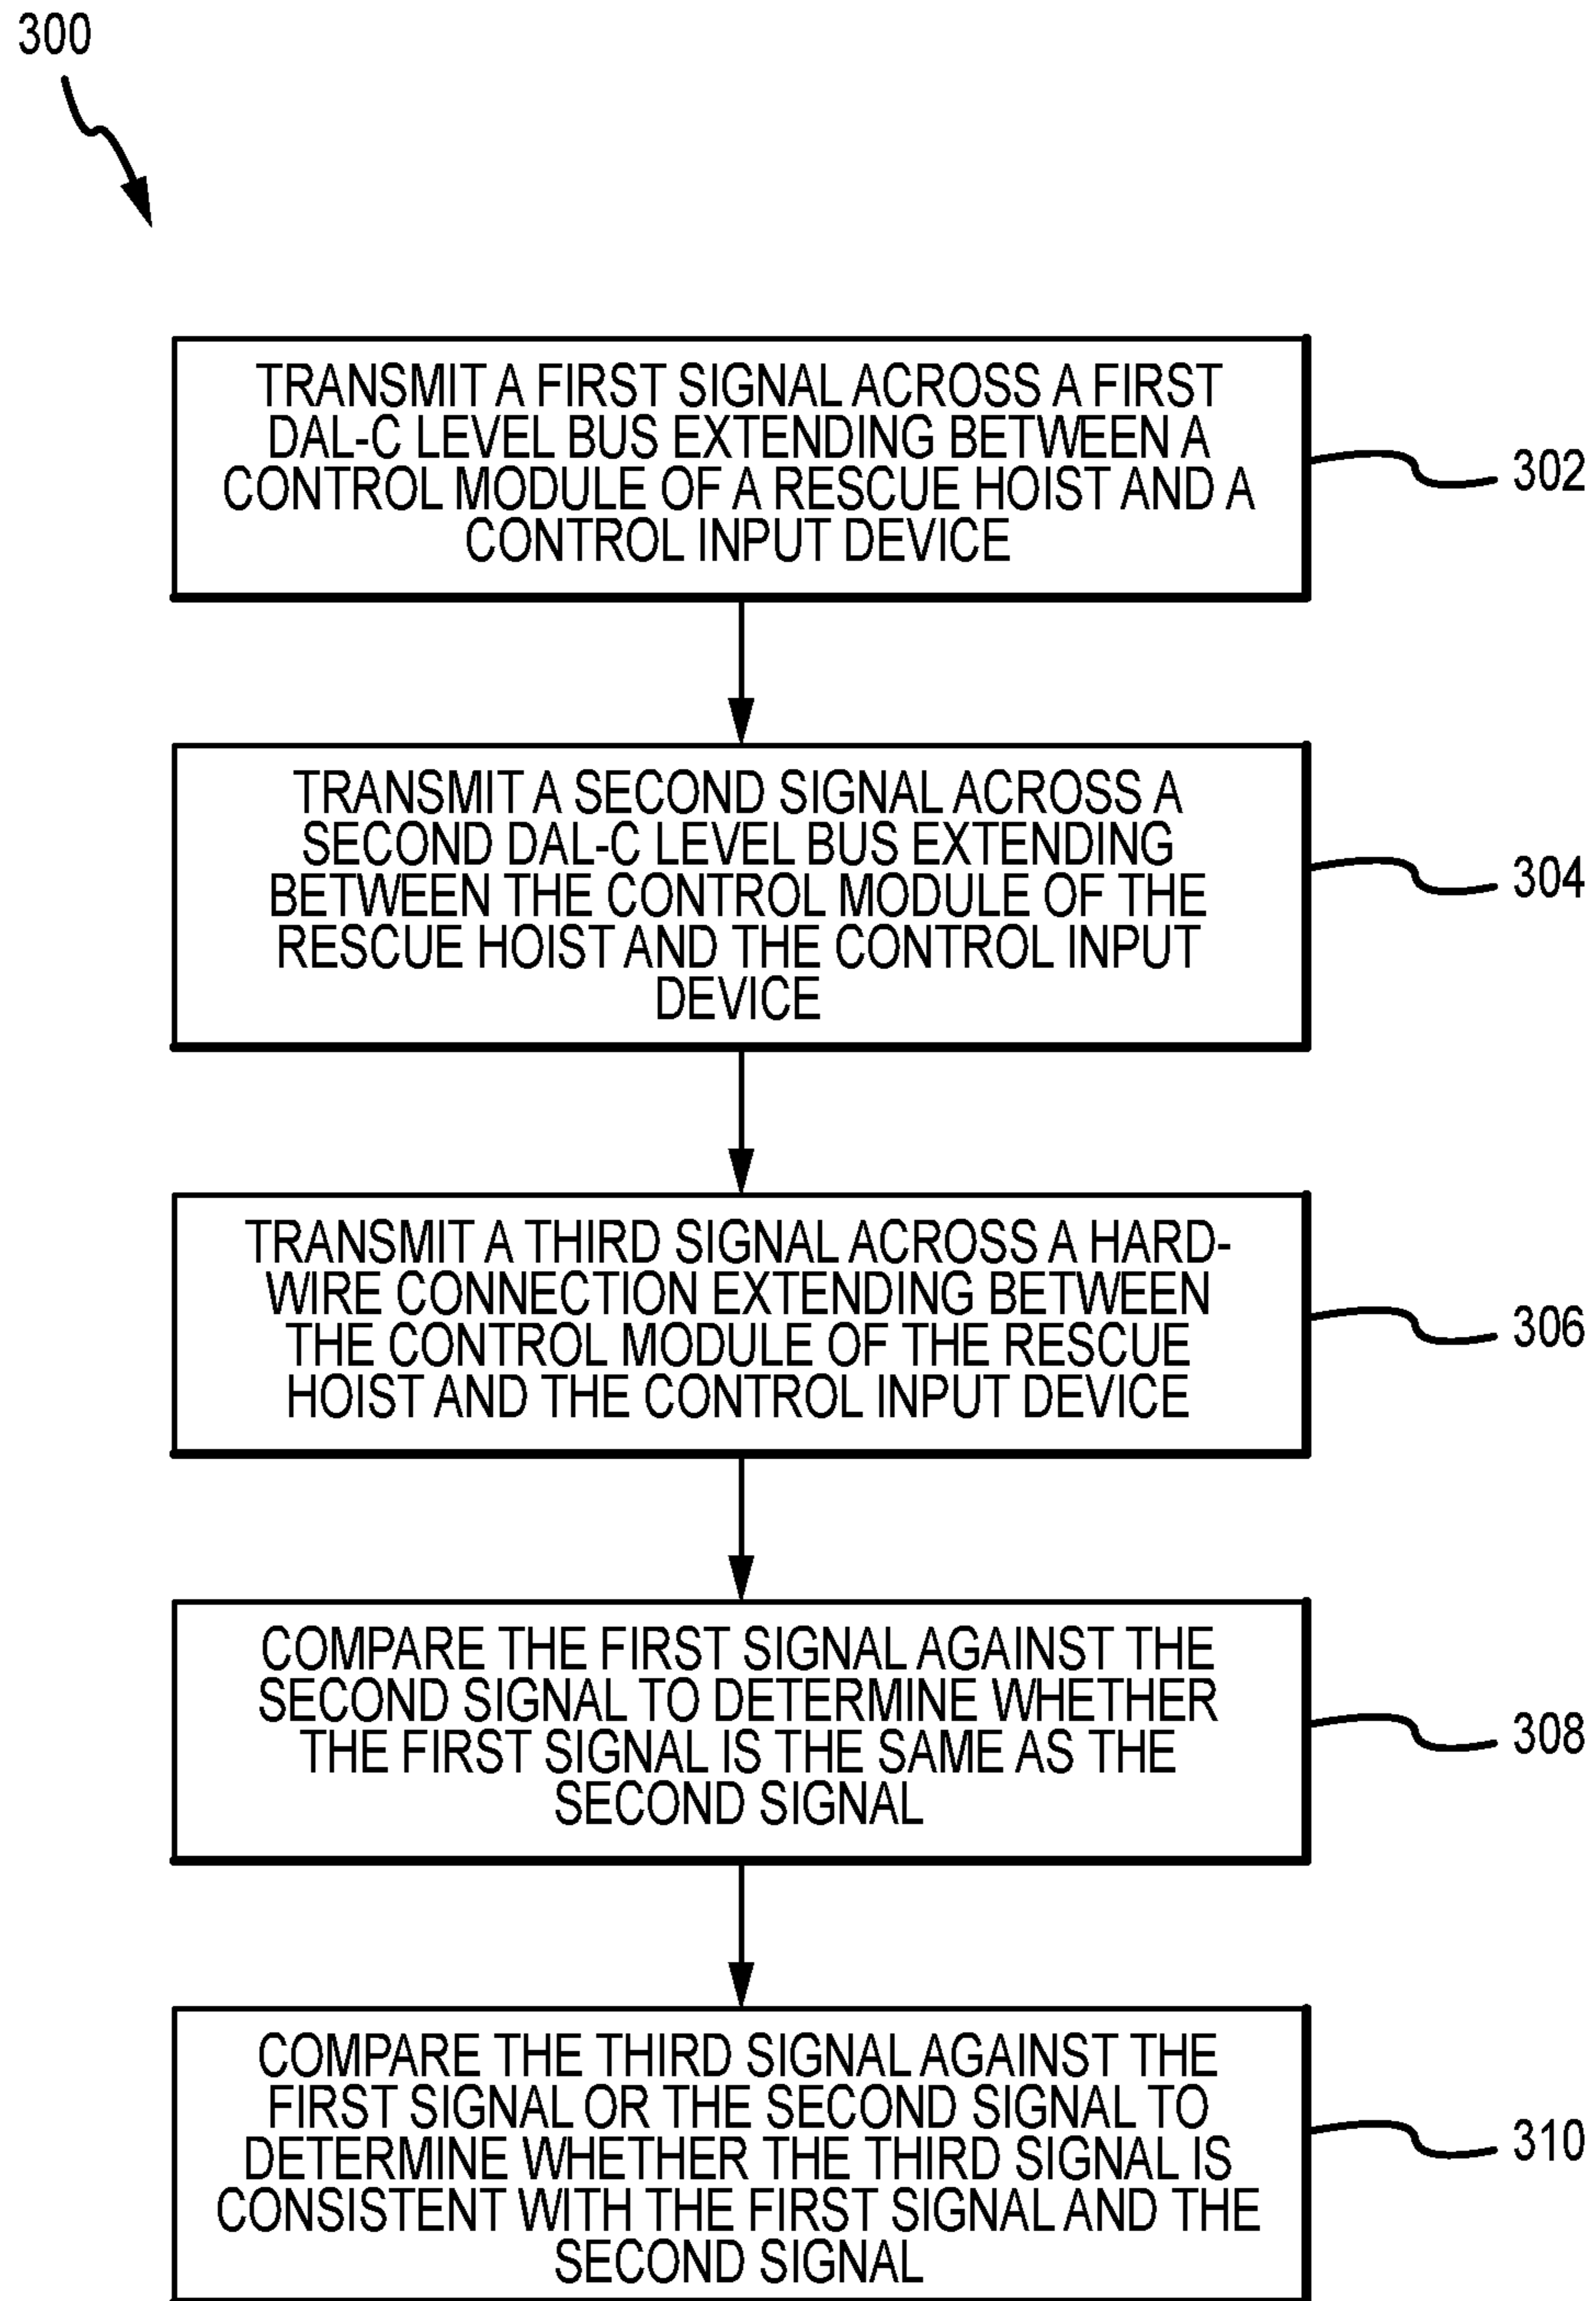 300
TRANSMIT A FIRST SIGNAL ACROSS A FIRST
DAL-C LEVEL BUS EXTENDING BETWEEN A
CONTROL MODULE OF A RESCUE HOIST AND A
CONTROL INPUT DEVICE
302
TRANSMIT A SECOND SIGNAL ACROSS A
SECOND DAL-C LEVEL BUS EXTENDING
BETWEEN THE CONTROL MODULE OF THE
RESCUE HOIST AND THE CONTROL INPUT
DEVICE
304
TRANSMIT A THIRD SIGNAL ACROSS A HARD-
WIRE CONNECTION EXTENDING BETWEEN
THE CONTROL MODULE OF THE RESCUE
HOIST AND THE CONTROL INPUT DEVICE
306
COMPARE THE FIRST SIGNAL AGAINST THE
SECOND SIGNAL TO DETERMINE WHETHER
THE FIRST SIGNAL IS THE SAME AS THE
SECOND SIGNAL
308
COMPARE THE THIRD SIGNAL AGAINST THE
FIRST SIGNAL OR THE SECOND SIGNAL TO
DETERMINE WHETHER THE THIRD SIGNAL IS
CONSISTENT WITH THE FIRST SIGNAL AND THE
SECOND SIGNAL
310